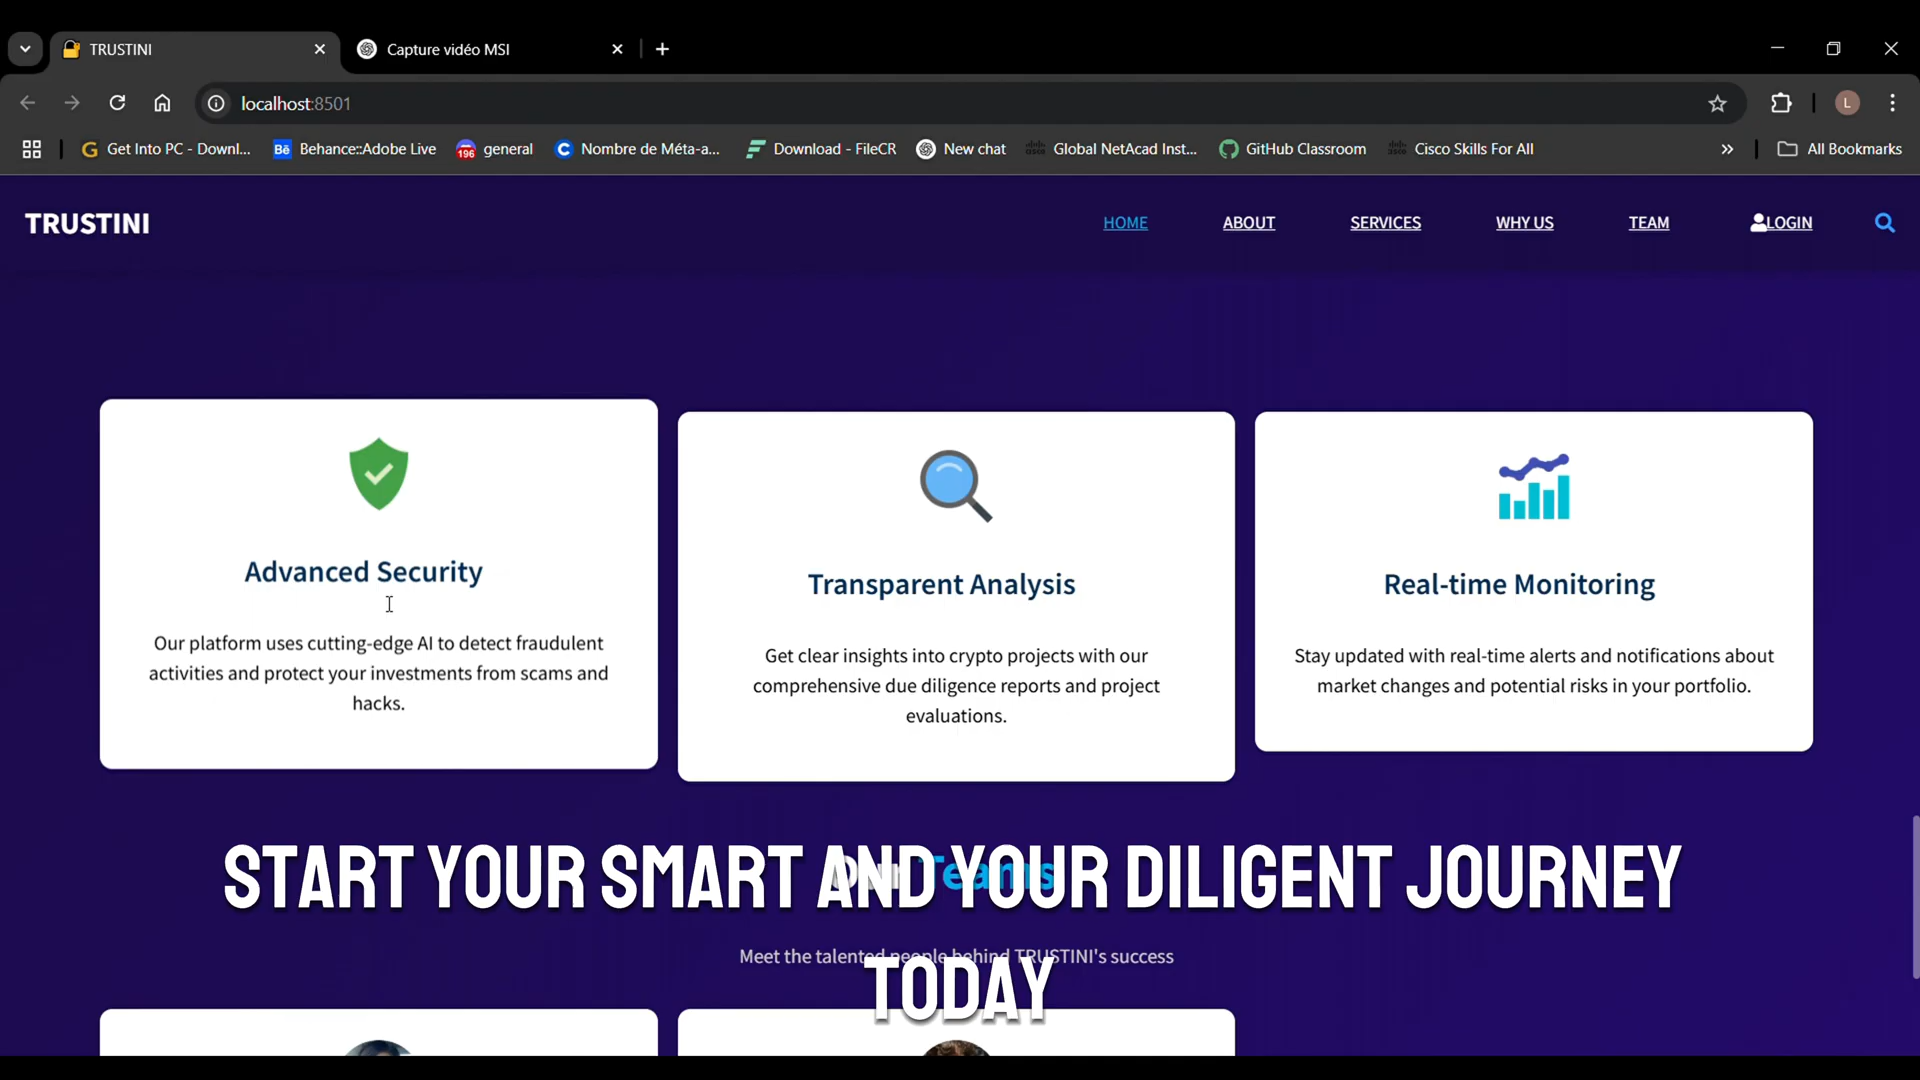 TRUSTINI
Capture vidéo MSI
localhost:8501
L
Get Into PC - Downl...
Bē Behance::Adobe Live
196 general
C Nombre de Méta-a...
Download - FileCR
New chat
Global NetAcad Inst...
GitHub Classroom
Cisco Skills For All
All Bookmarks
TRUSTINI
HOME
ABOUT
SERVICES
WHY US
TEAM
LOGIN
Advanced Security
Our platform uses cutting-edge AI to detect fraudulent
activities and protect your investments from scams and
hacks.
Transparent Analysis
Get clear insights into crypto projects with our
comprehensive due diligence reports and project
evaluations.
Real-time Monitoring
Stay updated with real-time alerts and notifications about
market changes and potential risks in your portfolio.
Our Teams
START YOUR SMART AND YOUR DILIGENT JOURNEY
Meet the talented people behind TRUSTINI's success
TODAY